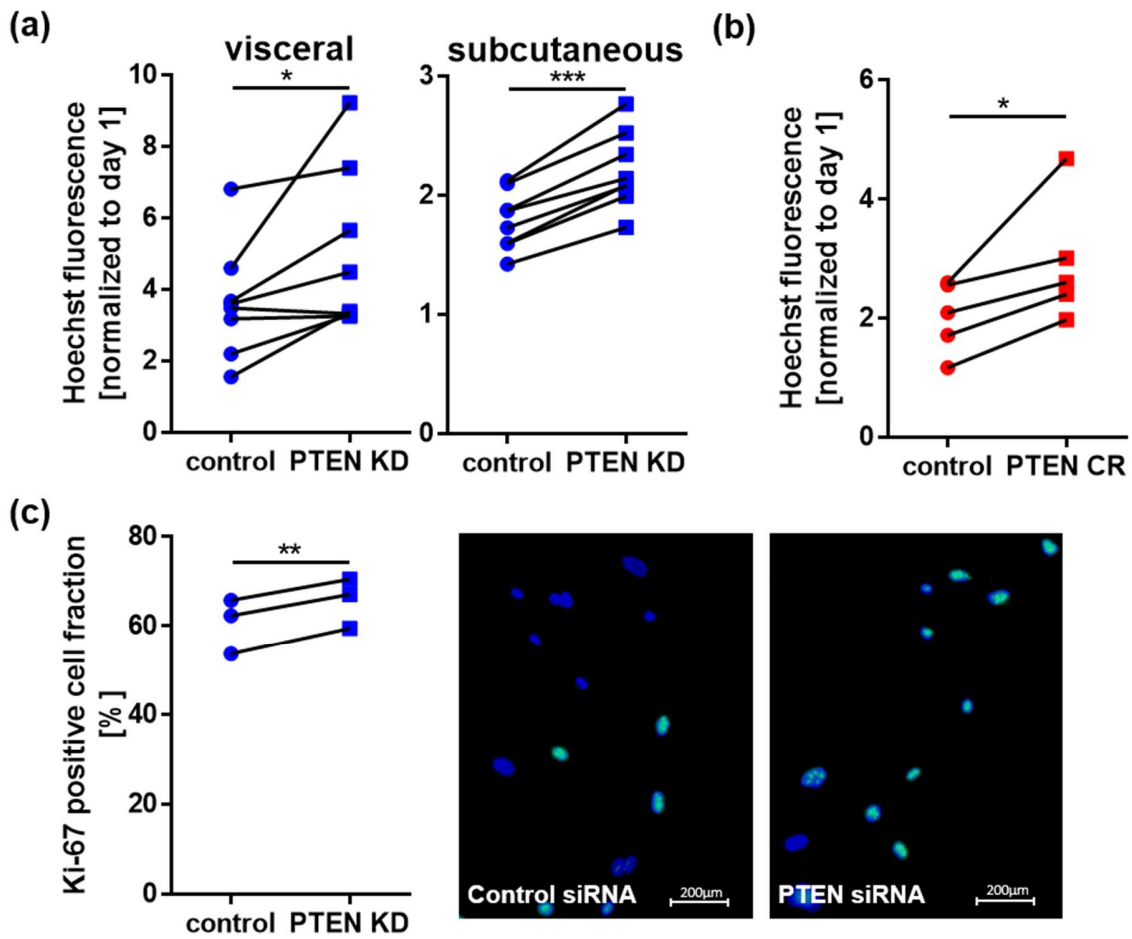 (a)
visceral
Hoechst fluorescence
[normalized to day 1]
10
8
6
4
2
0
*
control PTEN KD
subcutaneous
3
2
1
0
***
control PTEN KD
(b)
Hoechst fluorescence
[normalized to day 1]
6
4
2
0
*
control PTEN CR
(c)
Ki-67 positive cell fraction
[% ]
80
60
40
20
0
**
control PTEN KD
Control siRNA
200µm
PTEN siRNA
200µm